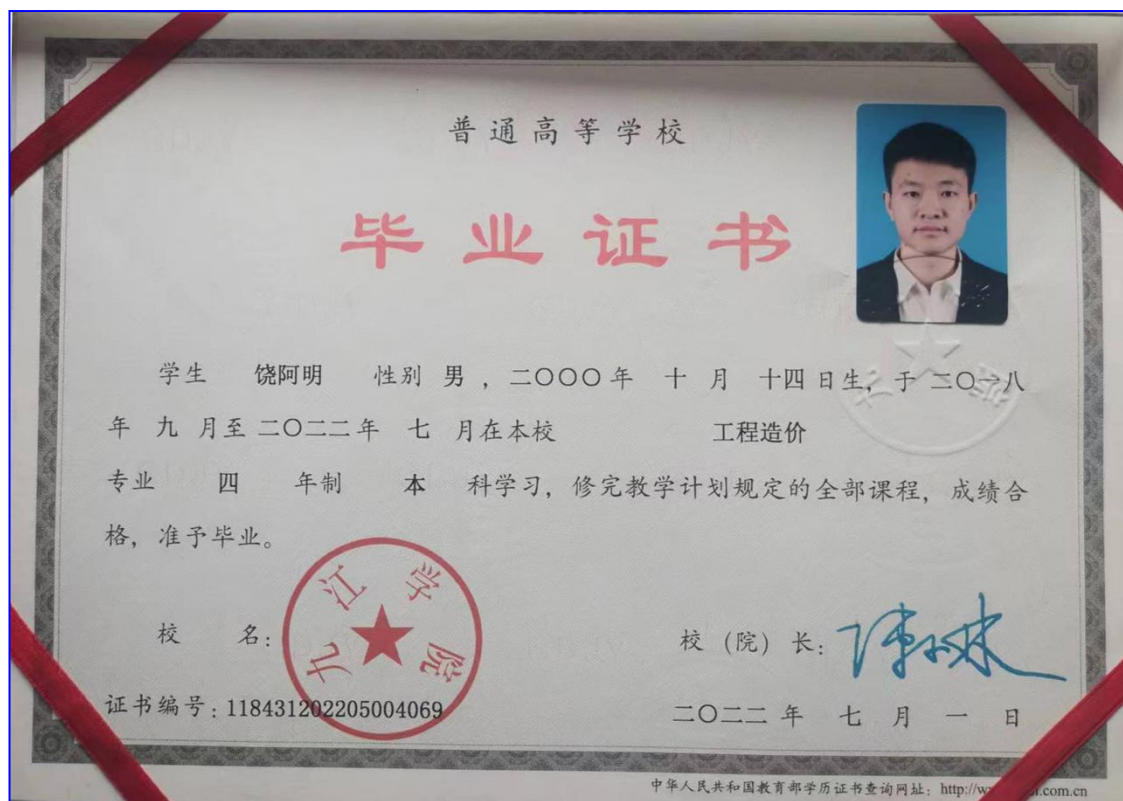 普通高等学校
毕业证书
学生 饶阿明 性别 男 ，二〇〇〇年 十 月 十四 日生，于 二〇一八
年 九 月至 二〇二二年 七 月在本校 工程造价
专业 四 年制 本 科学习，修完教学计划规定的全部课程，成绩合
格，准予毕业。
九江学院
校 名：
校（院）长：
证书编号：118431202205004069
二〇二二 年 七 月 一 日
中华人民共和国教育部学历证书查询网址：http://w
.com.cn